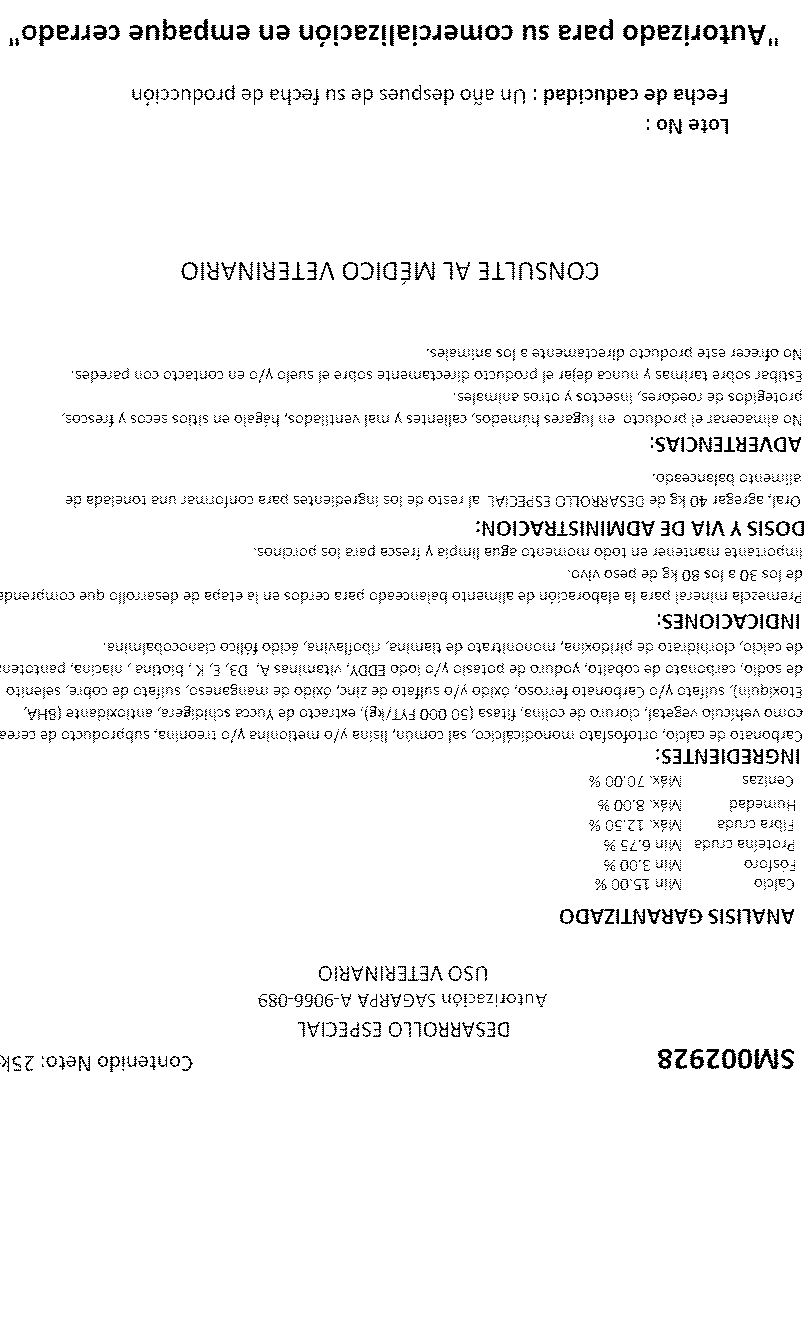 SM002928
Contenido Neto: 25k
DESARROLLO ESPECIAL
Autorización SAGARPA A-9066-089
USO VETERINARIO
ANALISIS GARANTIZADO
Calcio Min 15.00 %
Fósforo Min 3.00 %
Proteína cruda Min 6.75 %
Fibra cruda Máx. 12.50 %
Humedad Máx. 8.00 %
Cenizas Máx. 70.00 %
INGREDIENTES:
Carbonato de calcio, ortofosfato monodicálcico, sal común, lisina y/o metionina y/o treonina, subproducto de cerea
como vehículo vegetal, cloruro de colina, fitasa (50 000 FYT/kg), extracto de Yucca schidigera, antioxidante (BHA,
Etoxiquin), sulfato y/o Carbonato ferroso, óxido y/o sulfato de zinc, óxido de manganeso, sulfato de cobre, selenito
de sodio, carbonato de cobalto, yoduro de potasio y/o iodo EDDY, vitaminas A, D3, E, K , biotina , niacina, pantotena
de calcio, clorhidrato de piridoxina, mononitrato de tiamina, riboflavina, ácido fólico cianocobalmina.
INDICACIONES:
Premezcla mineral para la elaboración de alimento balanceado para cerdos en la etapa de desarrollo que comprenda
de los 30 a los 80 kg de peso vivo.
Importante mantener en todo momento agua limpia y fresca para los porcinos.
DOSIS Y VIA DE ADMINISTRACION:
Oral, agregar 40 kg de DESARROLLO ESPECIAL al resto de los ingredientes para conformar una tonelada de
alimento balanceado.
ADVERTENCIAS:
No almacenar el producto en lugares húmedos, calientes y mal ventilados, hágalo en sitios secos y frescos,
protegidos de roedores, insectos y otros animales.
Estibar sobre tarimas y nunca dejar el producto directamente sobre el suelo y/o en contacto con paredes.
No ofrecer este producto directamente a los animales.
CONSULTE AL MÉDICO VETERINARIO
Lote No :
Fecha de caducidad : Un año despues de su fecha de produccción
"Autorizado para su comercialización en empaque cerrado"